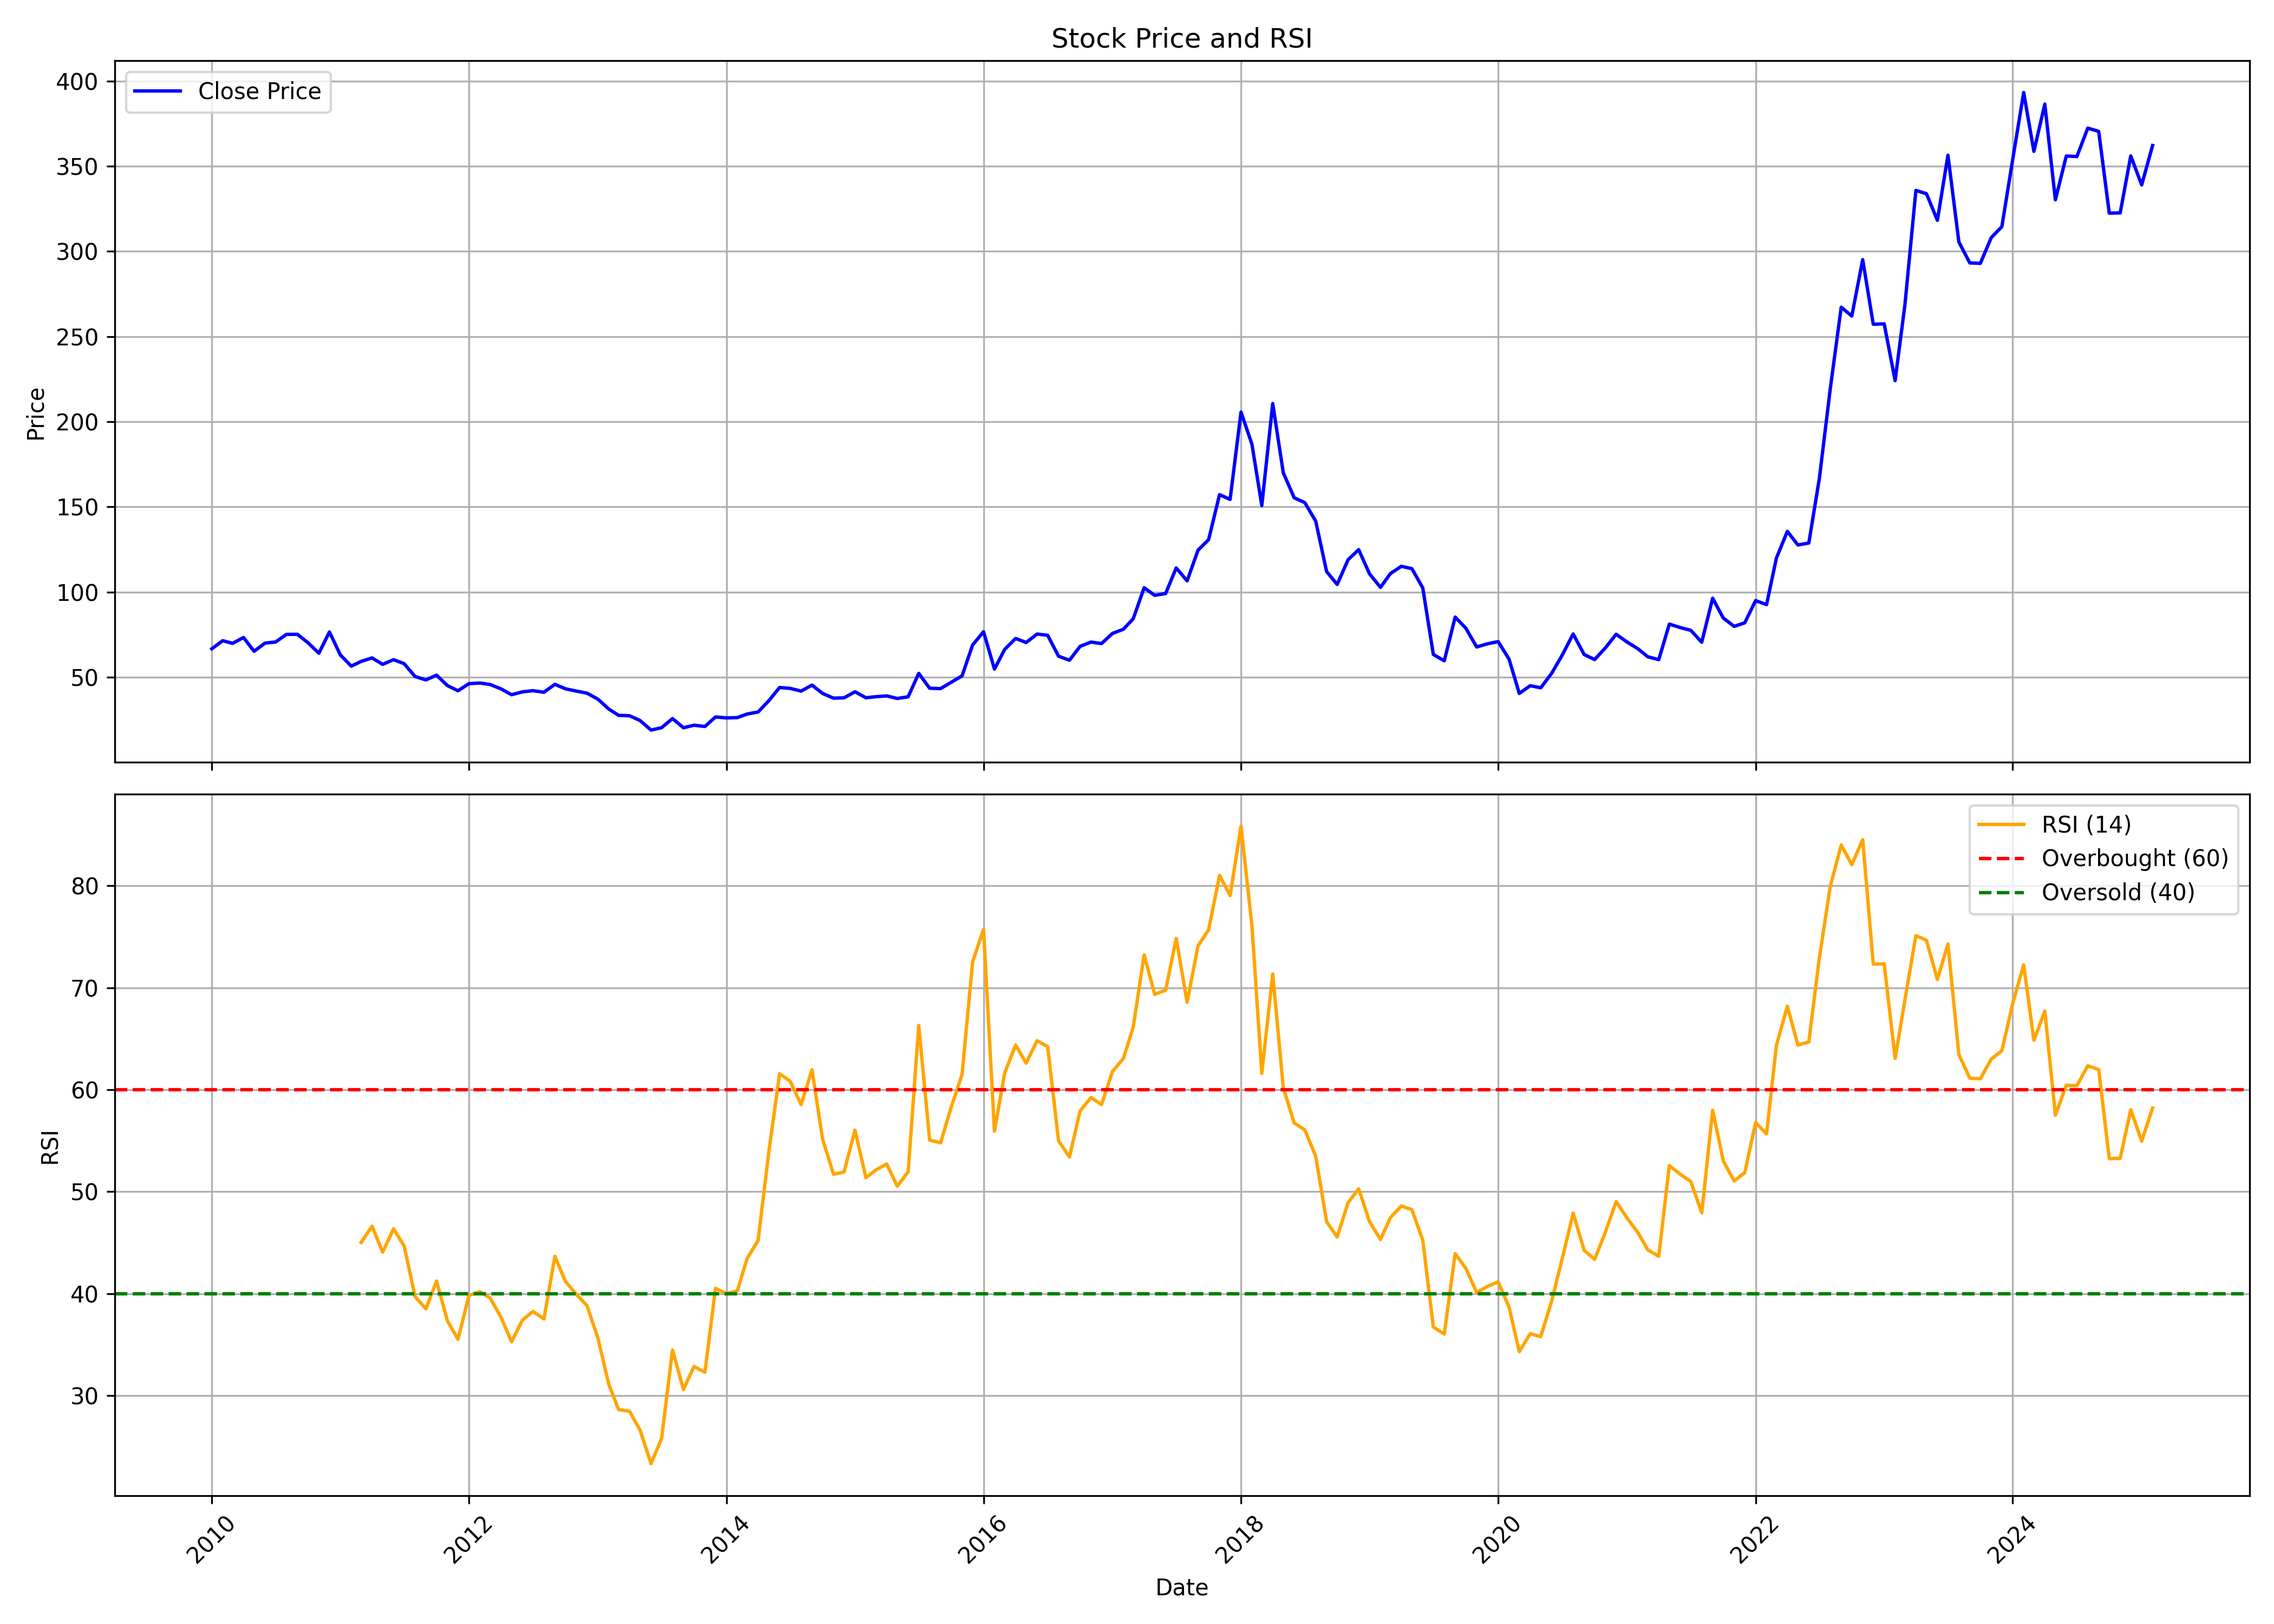 Stock Price and RSI
Close Price
Price
400
350
300
250
200
150
100
50
RSI (14)
Overbought (60)
Oversold (40)
RSI
80
70
60
50
40
30
2010
2012
2014
2016
2018
2020
2022
2024
Date